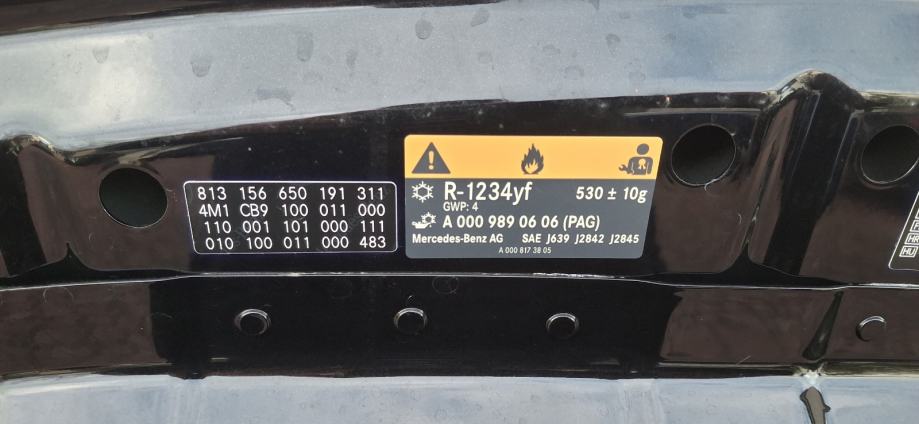 813 156 650 191 311
4M1 CB9 100 011 000
110 001 101 000 111
010 100 011 000 483
R-1234yf 530 ± 10g
GWP: 4
A 000 989 06 06 (PAG)
Mercedes-Benz AG SAE J639 J2842 J2845
A 000 817 38 05
HR
HU